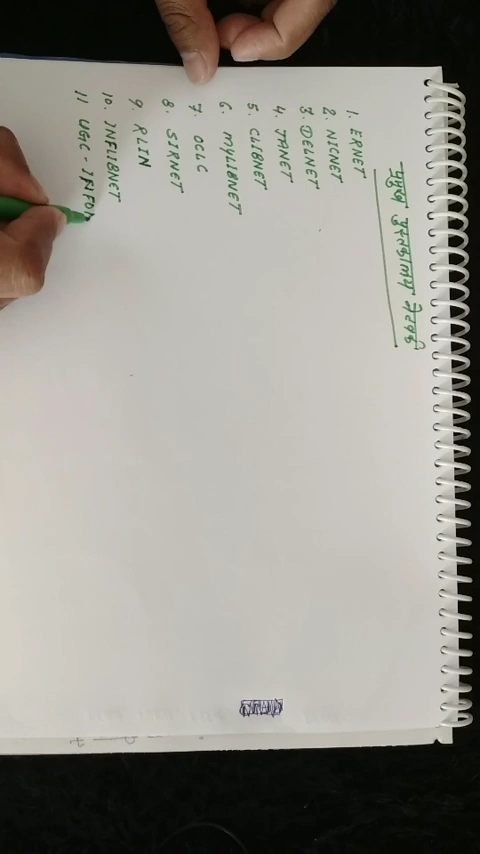 प्रमुख पुस्तकालय नेटवर्क
1. ERNET
2. NICNET
3. DELNET
4. JANET
5. CLIBNET
6. MYLIBNET
7. OCLC
8. SIRNET
9. RLIN
10. INFLIBNET
11 UGC - INFO